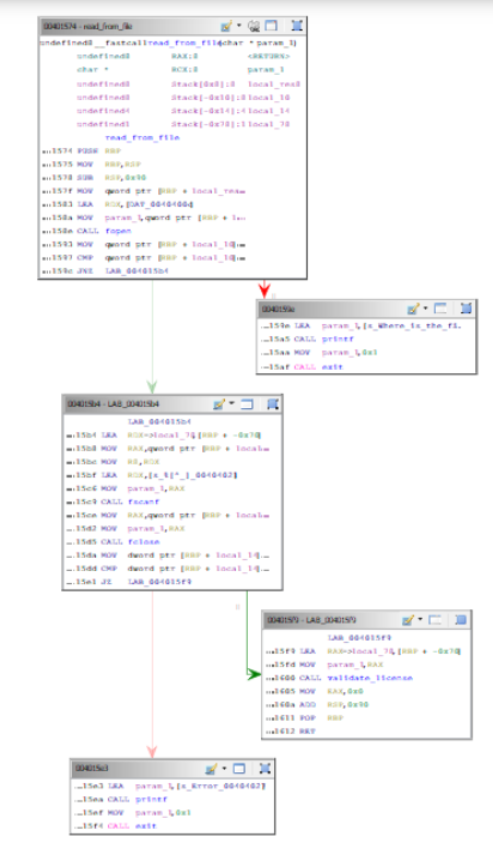 00401574 - read_from_file
undefined8 __fastcall read_from_file(char * param_1)
undefined8 RAX:8 <RETURN>
char * RCX:8 param_1
undefined8 Stack[0x8]:8 local_res8
undefined8 Stack[-0x10]:8 local_10
undefined4 Stack[-0x14]:4 local_14
undefined1 Stack[-0x78]:1 local_78
read_from_file
...1574 PUSH RBP
...1575 MOV RBP,RSP
...1578 SUB RSP,0x90
...157f MOV qword ptr [RBP + local_res...
...1583 LEA RDX,[DAT_0040400d]
...158a MOV param_1,qword ptr [RBP + l...
...158e CALL fopen
...1593 MOV qword ptr [RBP + local_10]...
...1597 CMP qword ptr [RBP + local_10]...
...159c JNZ LAB_004015b4
0040159e
...159e LEA param_1,[s_Where_is_the_fi...
...15a5 CALL printf
...15aa MOV param_1,0x1
...15af CALL exit
004015b4 - LAB_004015b4
LAB_004015b4
...15b4 LEA RCX=>local_78,[RBP + -0x70]
...15b8 MOV RAX,qword ptr [RBP + local...
...15bc MOV R8,RCX
...15bf LEA RCX,[s_%[^_]_0040402]
...15c6 MOV param_1,RAX
...15c9 CALL fscanf
...15ce MOV RAX,qword ptr [RBP + local...
...15d2 MOV param_1,RAX
...15d5 CALL fclose
...15da MOV dword ptr [RBP + local_14]...
...15dd CMP dword ptr [RBP + local_14]...
...15e1 JZ LAB_004015f9
004015f9 - LAB_004015f9
LAB_004015f9
...15f9 LEA RAX=>local_78,[RBP + -0x70]
...15fd MOV param_1,RAX
...1600 CALL validate_license
...1605 MOV EAX,0x0
...160a ADD RSP,0x90
...1611 POP RBP
...1612 RET
004015e3
...15e3 LEA param_1,[s_Error_0040402]
...15ea CALL printf
...15ef MOV param_1,0x1
...15f4 CALL exit